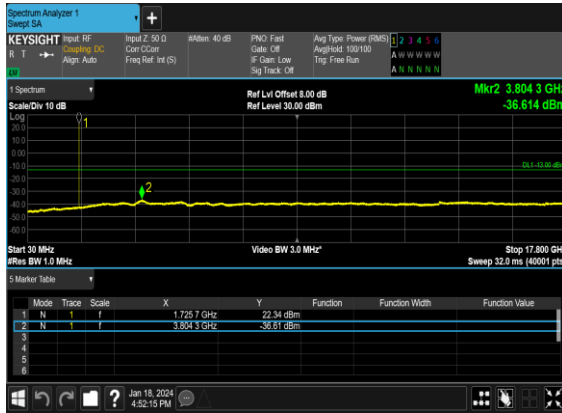 Spectrum Analyzer 1
Swept SA
+
KEYSIGHT Input: RF Input Z: 50 Ω #Atten: 40 dB PNO: Fast Avg Type: Power (RMS) 1 2 3 4 5 6
R T Coupling: DC Corr CCorr Gate: Off Avg|Hold: 100/100 A W W W W W
Align: Auto Freq Ref: Int (S) IF Gain: Low Trig: Free Run
Sig Track: Off A N N N N N
1 Spectrum Ref Lvl Offset 8.00 dB Mkr2 3.804 3 GHz
Scale/Div 10 dB Ref Level 30.00 dBm -36.614 dBm
Log
1
20.0
10.0
0.00
-10.0
DL1 -13.00 dBm
-20.0
-30.0
2
-40.0
-50.0
-60.0
Start 30 MHz Video BW 3.0 MHz* Stop 17.800 GHz
#Res BW 1.0 MHz Sweep 32.0 ms (40001 pts)
5 Marker Table
Mode Trace Scale X Y Function Function Width Function Value
1 N 1 f 1.725 7 GHz 22.34 dBm
2 N 1 f 3.804 3 GHz -36.61 dBm
3
4
5
6
? Jan 18, 2024
4:52:15 PM